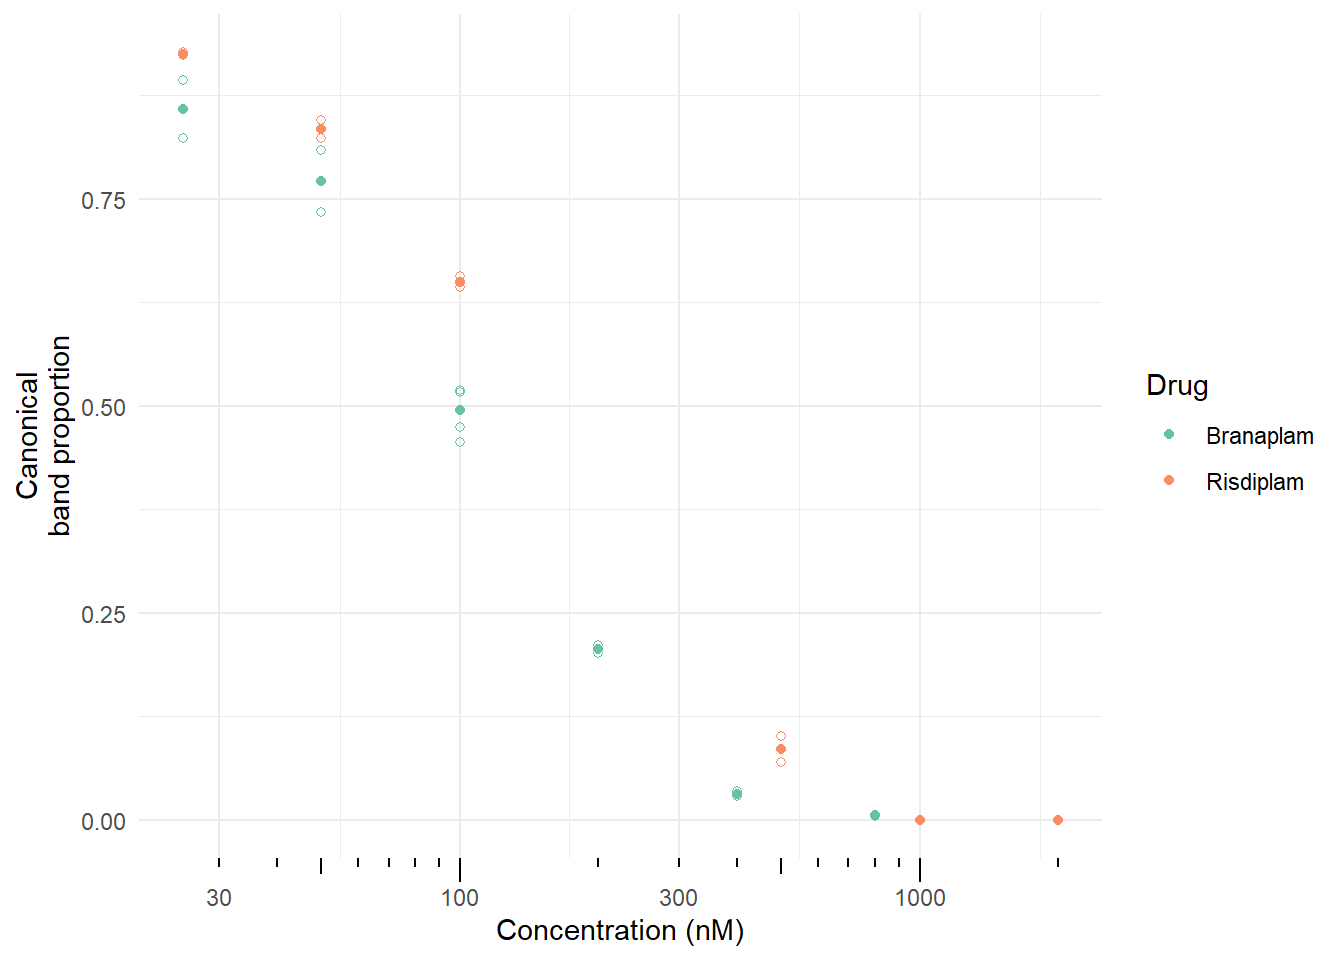 Canonical
band proportion
0.75
0.50
0.25
0.00
30
100
300
1000
Concentration (nM)
Drug
Branaplam
Risdiplam